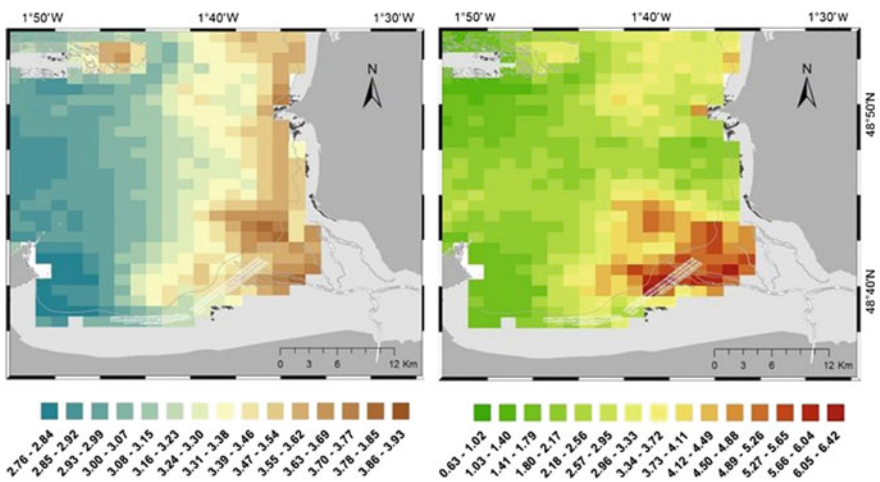 1°50'W 1°40'W 1°30'W
N
0 3 6 12 Km
2.76 - 2.84
2.85 - 2.92
2.93 - 2.99
3.00 - 3.07
3.08 - 3.15
3.16 - 3.23
3.24 - 3.30
3.31 - 3.38
3.39 - 3.46
3.47 - 3.54
3.55 - 3.62
3.63 - 3.69
3.70 - 3.77
3.78 - 3.85
3.86 - 3.93
1°50'W 1°40'W 1°30'W
N
48°50'N
48°40'N
0 3 6 12 Km
0.63 - 1.02
1.03 - 1.40
1.41 - 1.79
1.80 - 2.17
2.18 - 2.56
2.57 - 2.95
2.96 - 3.33
3.34 - 3.72
3.73 - 4.11
4.12 - 4.49
4.50 - 4.88
4.89 - 5.26
5.27 - 5.65
5.66 - 6.04
6.05 - 6.42